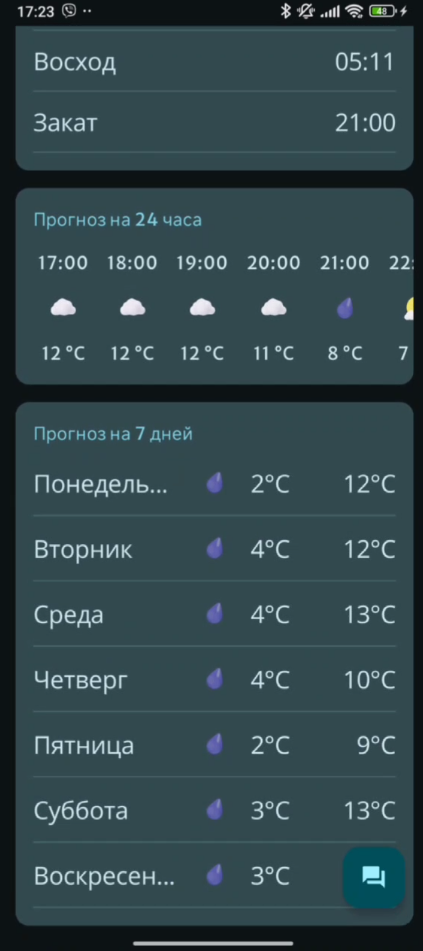 17:23
48
Восход 05:11
Закат 21:00
Прогноз на 24 часа
17:00 18:00 19:00 20:00 21:00 22:
12 °C 12 °C 12 °C 11 °C 8 °C 7
Прогноз на 7 дней
Понедель... 2°C 12°C
Вторник 4°C 12°C
Среда 4°C 13°C
Четверг 4°C 10°C
Пятница 2°C 9°C
Суббота 3°C 13°C
Воскресен... 3°C